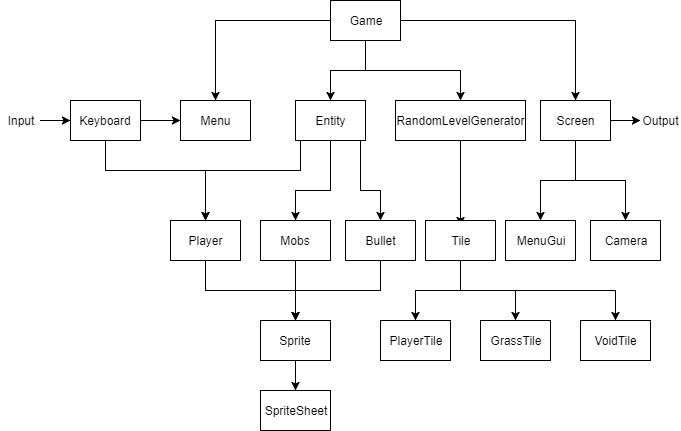 Game
Input
Keyboard
Menu
Entity
RandomLevelGenerator
Screen
Output
Player
Mobs
Bullet
Tile
MenuGui
Camera
Sprite
PlayerTile
GrassTile
VoidTile
SpriteSheet